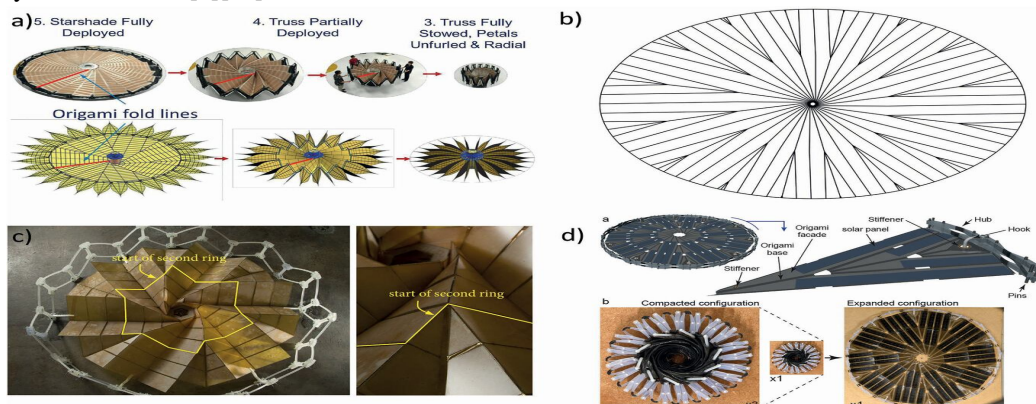 a)
5. Starshade Fully
Deployed
4. Truss Partially
Deployed
3. Truss Fully
Stowed, Petals
Unfurled & Radial
Origami fold lines
b)
c)
start of second ring
start of second ring
d)
a
Stiffener
Origami
base
Origami
facade
solar panel
Stiffener
Hub
Hook
Pins
b
Compacted configuration
Expanded configuration
x1
x1